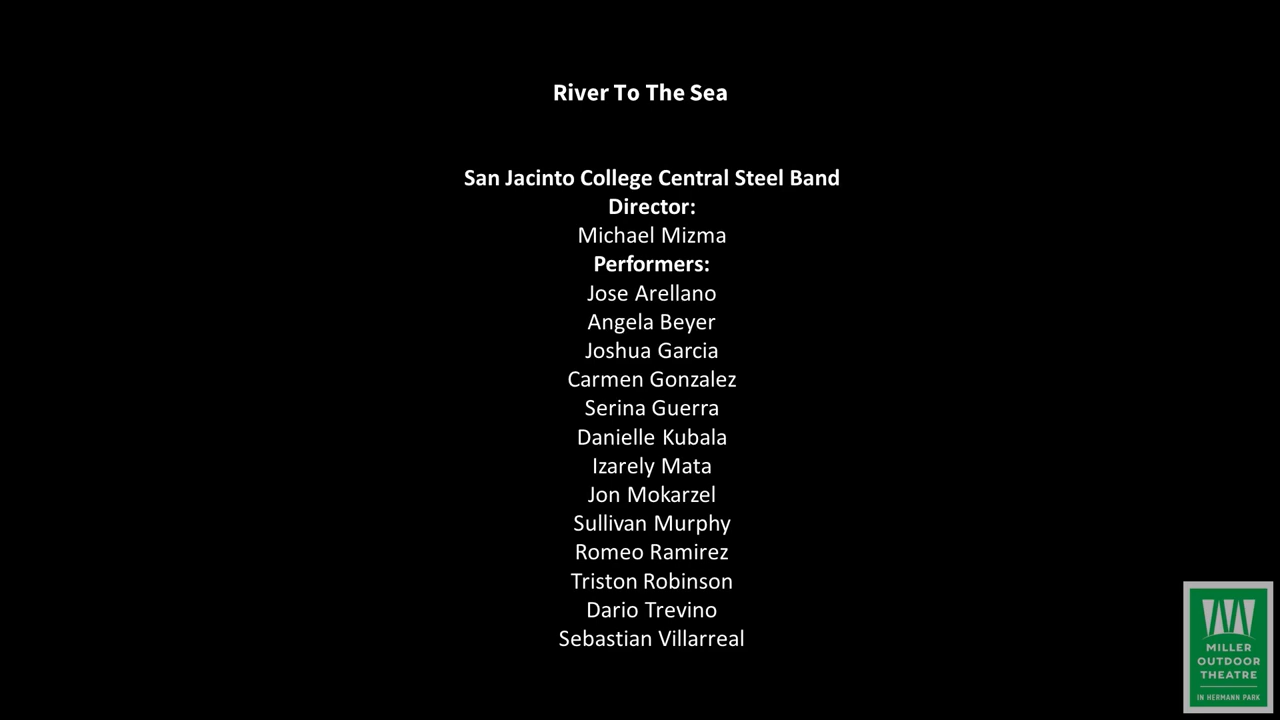 River To The Sea
San Jacinto College Central Steel Band
Director:
Michael Mizma
Performers:
Jose Arellano
Angela Beyer
Joshua Garcia
Carmen Gonzalez
Serina Guerra
Danielle Kubala
Izarely Mata
Jon Mokarzel
Sullivan Murphy
Romeo Ramirez
Triston Robinson
Dario Trevino
Sebastian Villarreal
MILLER
OUTDOOR
THEATRE
IN HERMANN PARK